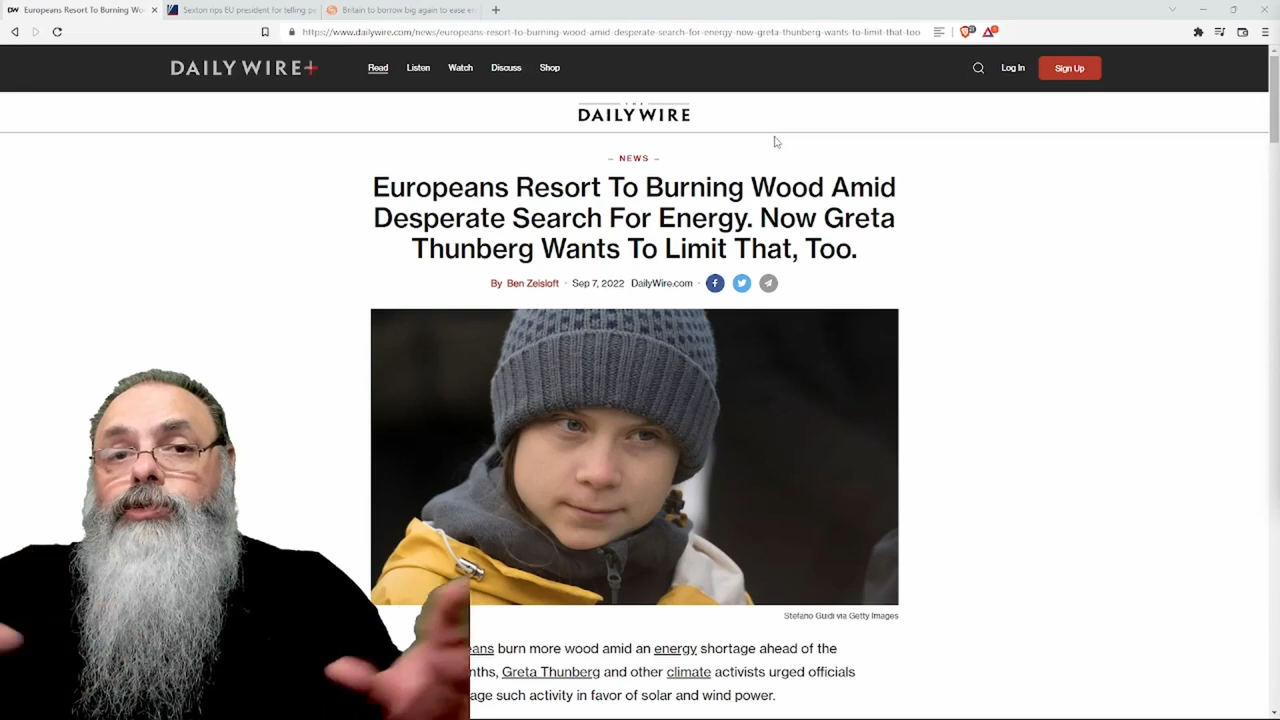 DW Europeans Resort To Burning Wo
Sexton rips EU president for telling pe
Britain to borrow big again to ease en
https://www.dailywire.com/news/europeans-resort-to-burning-wood-amid-desperate-search-for-energy-now-greta-thunberg-wants-to-limit-that-too
DAILYWIRE+
Read
Listen
Watch
Discuss
Shop
Log In
Sign Up
DAILYWIRE
– NEWS –
Europeans Resort To Burning Wood Amid
Desperate Search For Energy. Now Greta
Thunberg Wants To Limit That, Too.
By Ben Zeisloft · Sep 7, 2022 DailyWire.com ·
Stefano Guidi via Getty Images
eans burn more wood amid an energy shortage ahead of the
nths, Greta Thunberg and other climate activists urged officials
age such activity in favor of solar and wind power.